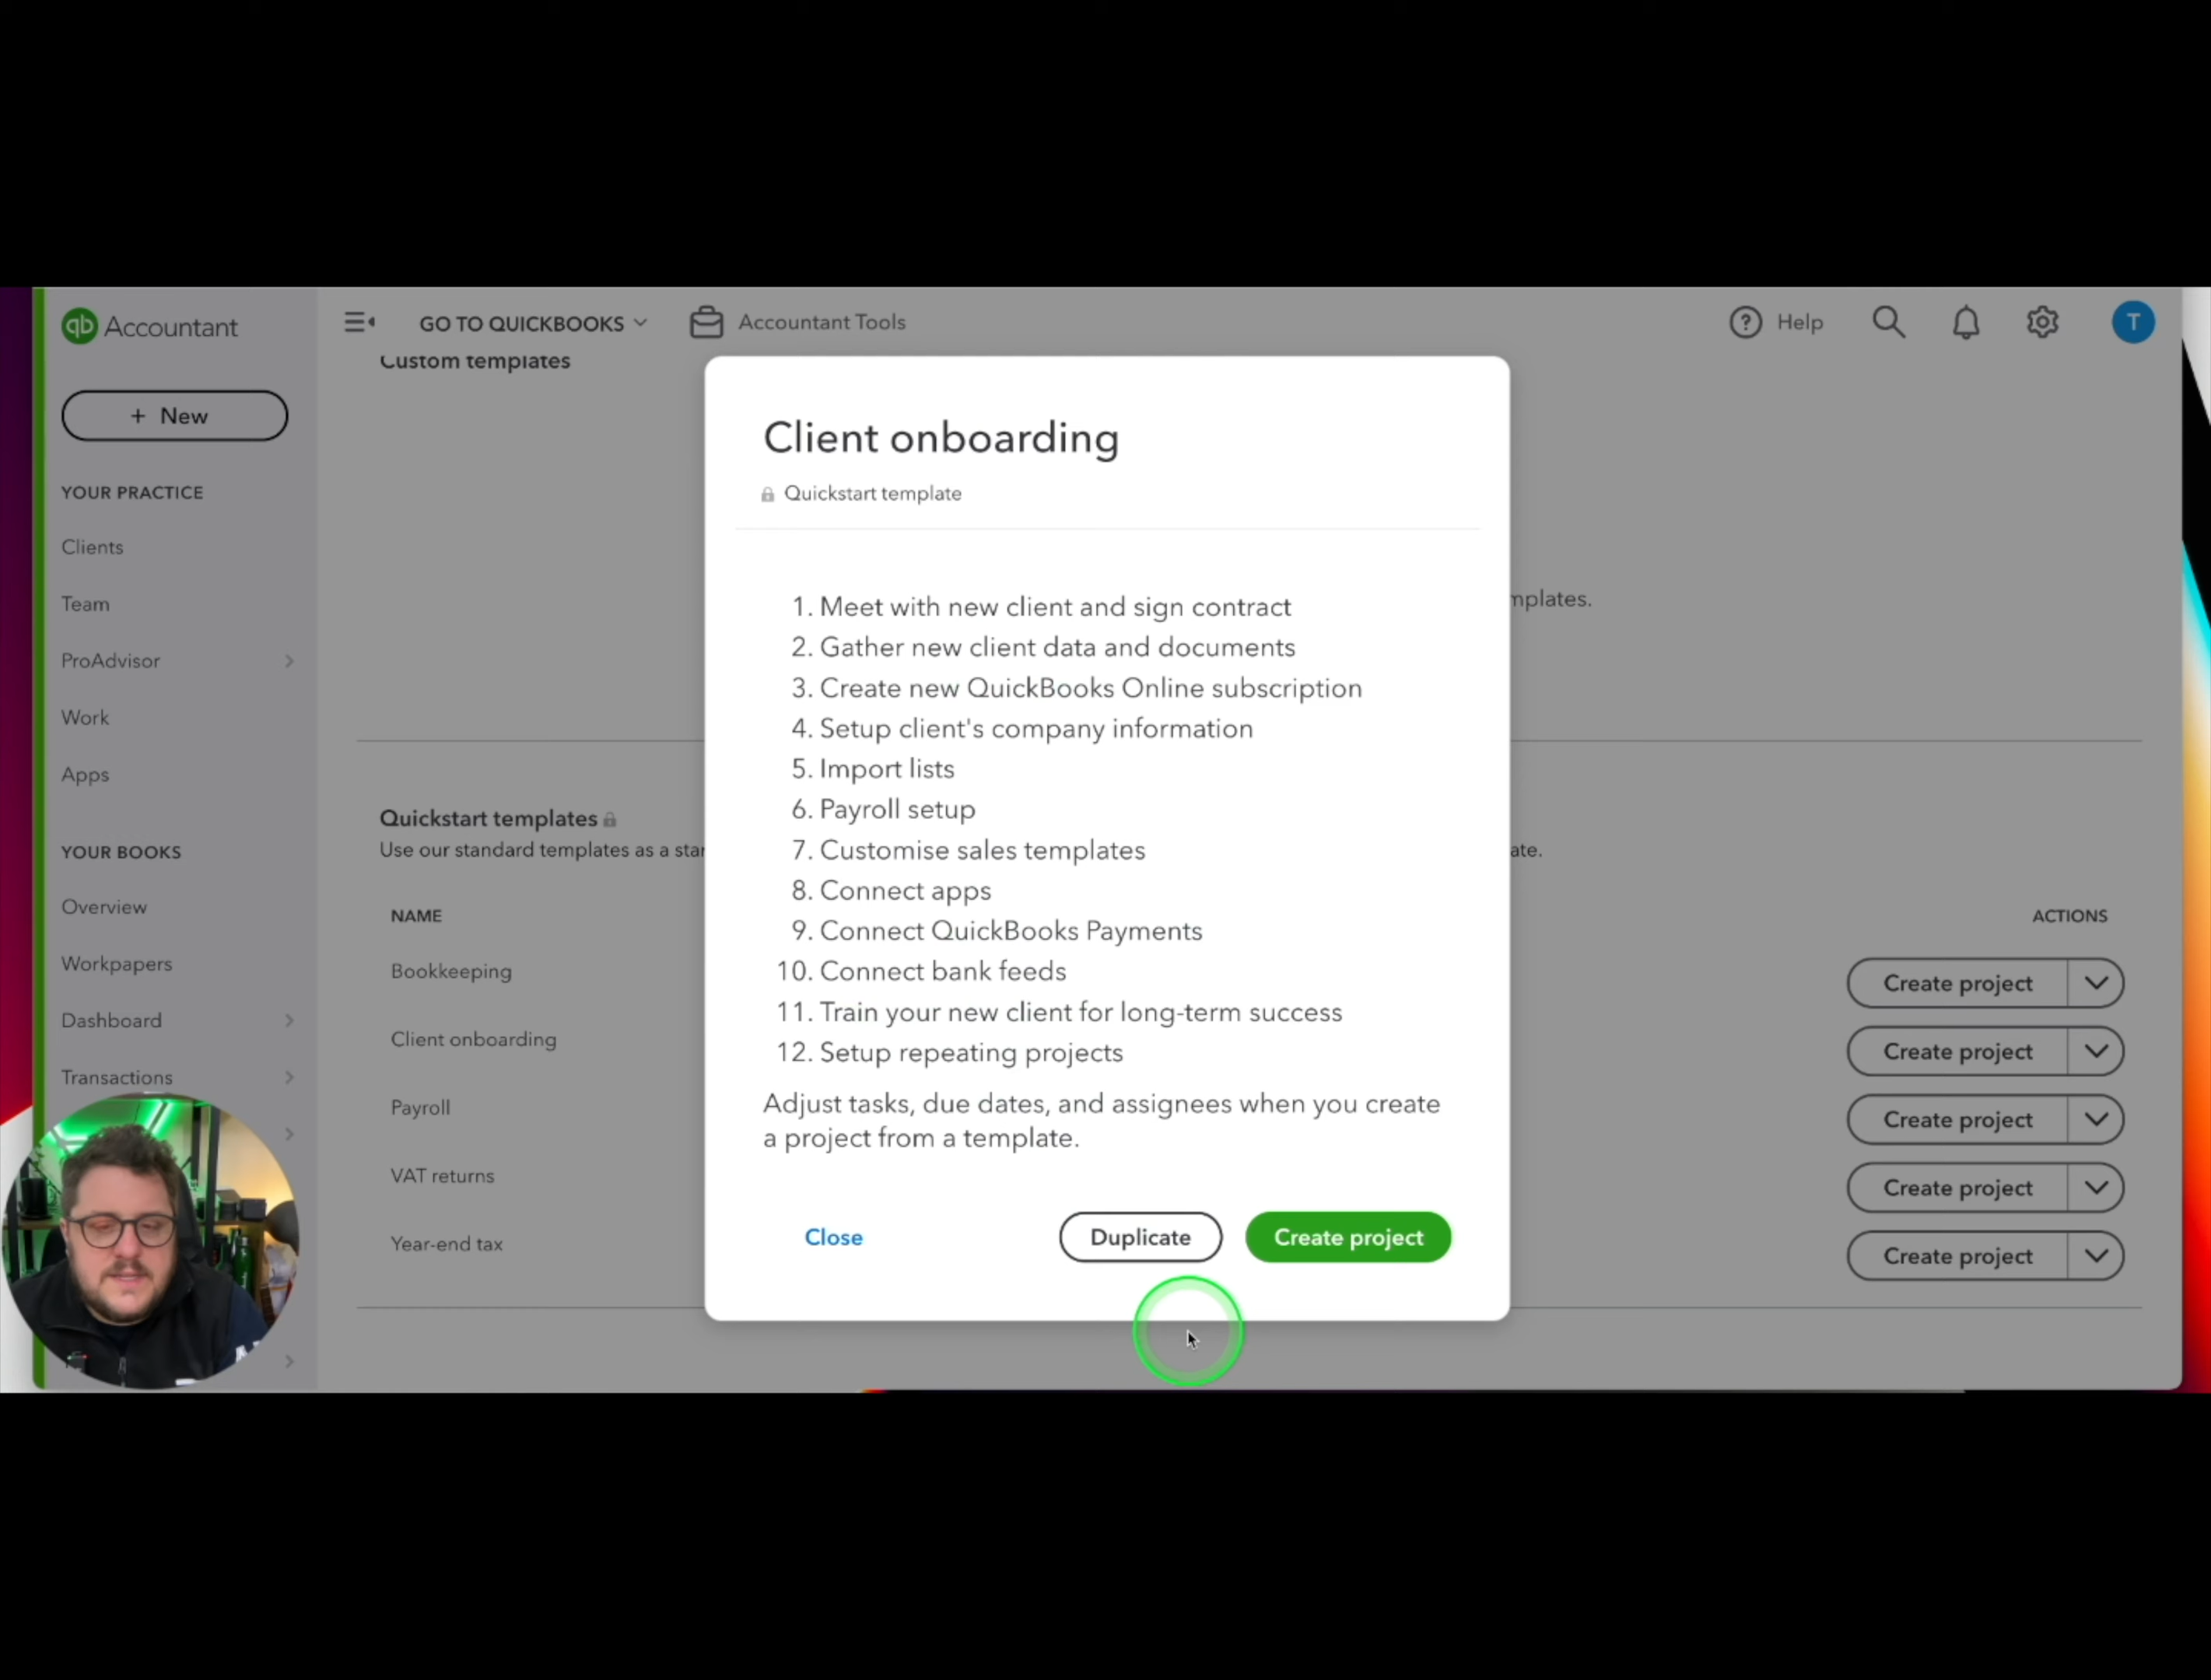 qb Accountant
GO TO QUICKBOOKS
Accountant Tools
Help
T
+ New
YOUR PRACTICE
Clients
Team
ProAdvisor
Work
Apps
YOUR BOOKS
Overview
Workpapers
Dashboard
Transactions
Custom templates
mplates.
Quickstart templates
Use our standard templates as a star
ate.
NAME
ACTIONS
Bookkeeping
Create project
Client onboarding
Create project
Payroll
Create project
VAT returns
Create project
Year-end tax
Create project
Client onboarding
Quickstart template
1. Meet with new client and sign contract
2. Gather new client data and documents
3. Create new QuickBooks Online subscription
4. Setup client's company information
5. Import lists
6. Payroll setup
7. Customise sales templates
8. Connect apps
9. Connect QuickBooks Payments
10. Connect bank feeds
11. Train your new client for long-term success
12. Setup repeating projects
Adjust tasks, due dates, and assignees when you create
a project from a template.
Close
Duplicate
Create project